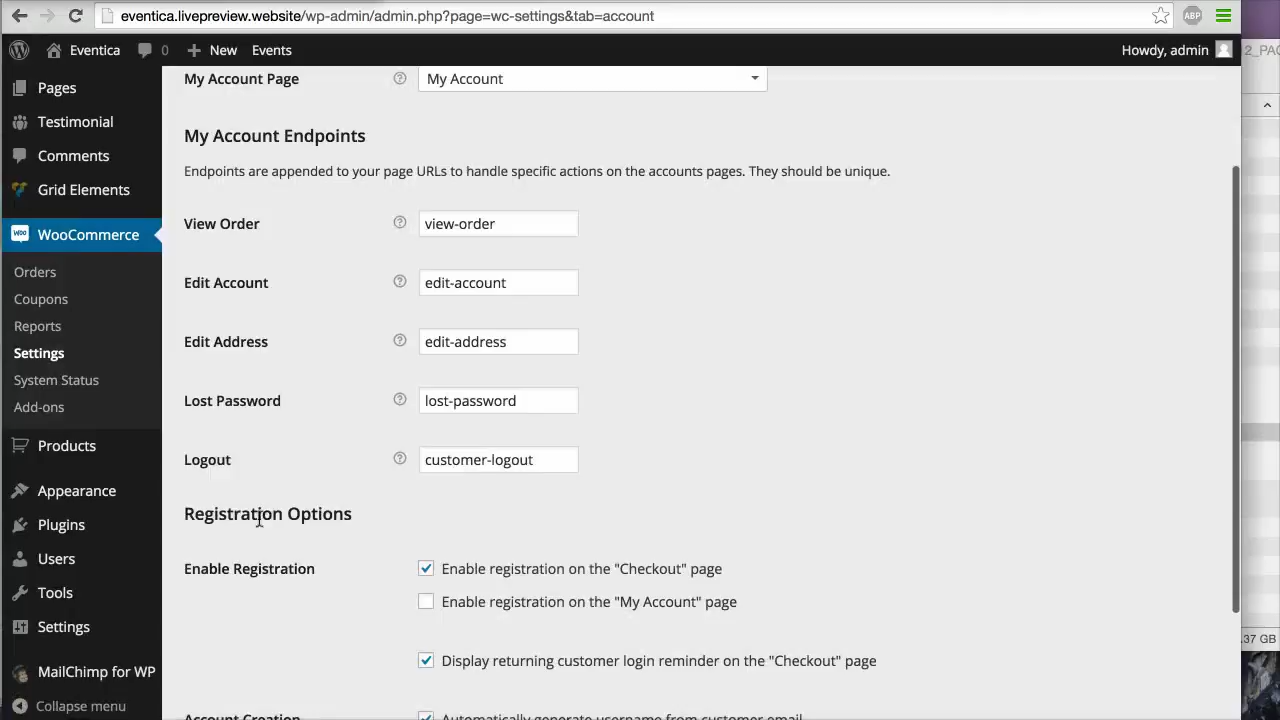 eventica.livepreview.website/wp-admin/admin.php?page=wc-settings&tab=account
ABP
Eventica
0
New
Events
Howdy, admin
2_PAG
Pages
Testimonial
Comments
Grid Elements
WOO
WooCommerce
Orders
Coupons
Reports
Settings
System Status
Add-ons
Products
Appearance
Plugins
Users
Tools
Settings
MailChimp for WP
Collapse menu
My Account Page
?
My Account
My Account Endpoints
Endpoints are appended to your page URLs to handle specific actions on the accounts pages. They should be unique.
View Order
?
view-order
Edit Account
?
edit-account
Edit Address
?
edit-address
Lost Password
?
lost-password
Logout
?
customer-logout
Registration Options
Enable Registration
Enable registration on the "Checkout" page
Enable registration on the "My Account" page
Display returning customer login reminder on the "Checkout" page
Account Creation
Automatically generate username from customer email
.37 GB